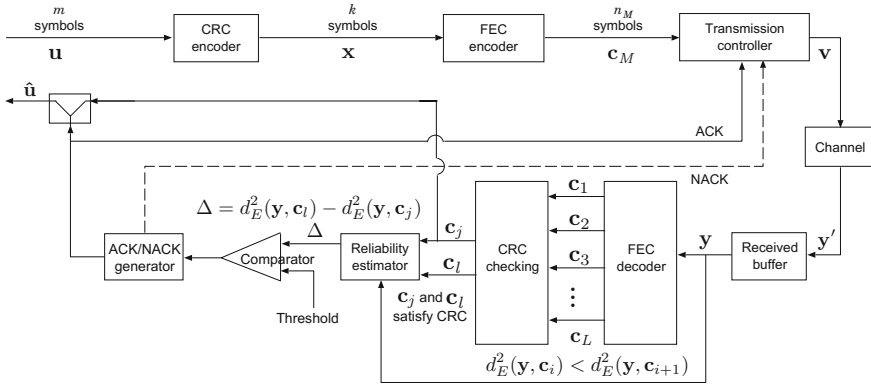 m symbols
u
CRC encoder
k symbols
x
FEC encoder
n_M symbols
c_M
Transmission controller
v
û
ACK
Channel
NACK
Δ = d_E^2(y, c_l) − d_E^2(y, c_j)
ACK/NACK generator
Comparator
Δ
Threshold
Reliability estimator
c_j
c_l
c_j and c_l satisfy CRC
CRC checking
c_1
c_2
c_3
⋮
c_L
FEC decoder
y
Received buffer
y′
d_E^2(y, c_i) < d_E^2(y, c_{i+1})